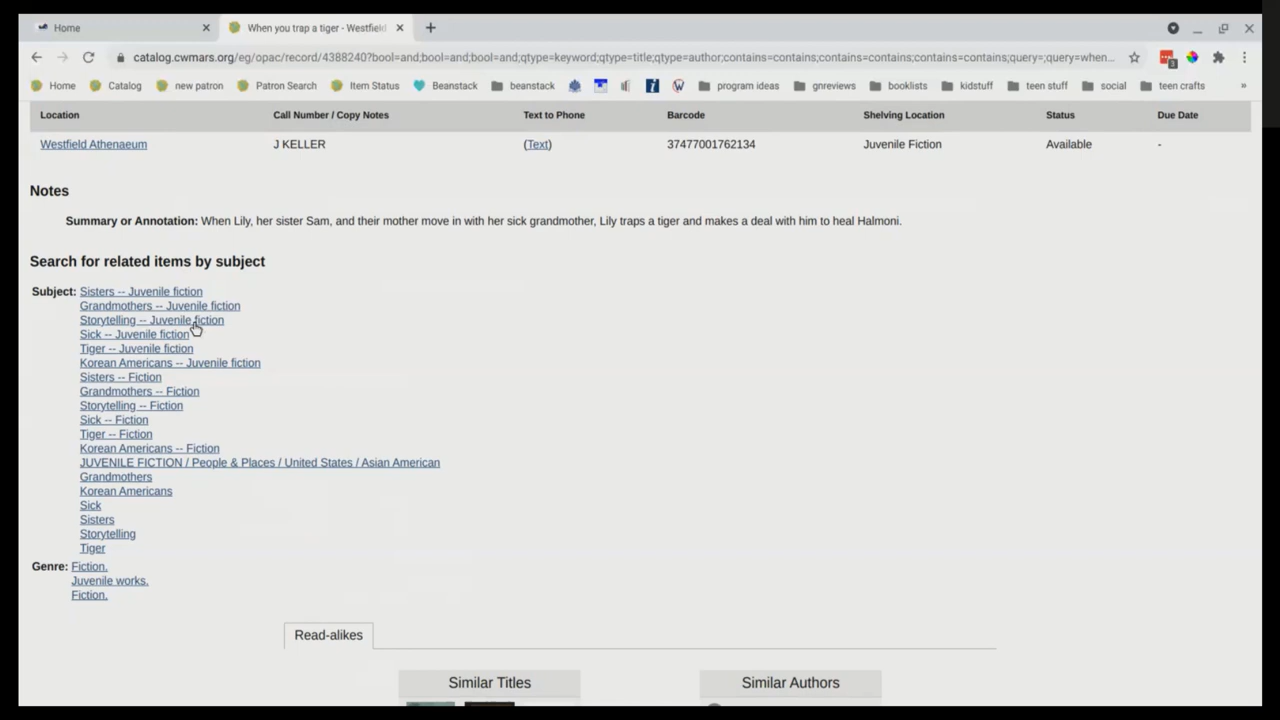 Home
When you trap a tiger - Westfield
catalog.cwmars.org/eg/opac/record/4388240?bool=and;bool=and;bool=and;qtype=keyword;qtype=title;qtype=author;contains=contains;contains=contains;contains=contains;query=;query=when...
3
Home Catalog new patron Patron Search Item Status Beanstack beanstack program ideas gnreviews booklists kidstuff teen stuff social teen crafts »
Location Call Number / Copy Notes Text to Phone Barcode Shelving Location Status Due Date
Westfield Athenaeum J KELLER (Text) 37477001762134 Juvenile Fiction Available -
Notes
Summary or Annotation: When Lily, her sister Sam, and their mother move in with her sick grandmother, Lily traps a tiger and makes a deal with him to heal Halmoni.
Search for related items by subject
Subject: Sisters -- Juvenile fiction
Grandmothers -- Juvenile fiction
Storytelling -- Juvenile fiction
Sick -- Juvenile fiction
Tiger -- Juvenile fiction
Korean Americans -- Juvenile fiction
Sisters -- Fiction
Grandmothers -- Fiction
Storytelling -- Fiction
Sick -- Fiction
Tiger -- Fiction
Korean Americans -- Fiction
JUVENILE FICTION / People & Places / United States / Asian American
Grandmothers
Korean Americans
Sick
Sisters
Storytelling
Tiger
Genre: Fiction.
Juvenile works.
Fiction.
Read-alikes
Similar Titles Similar Authors